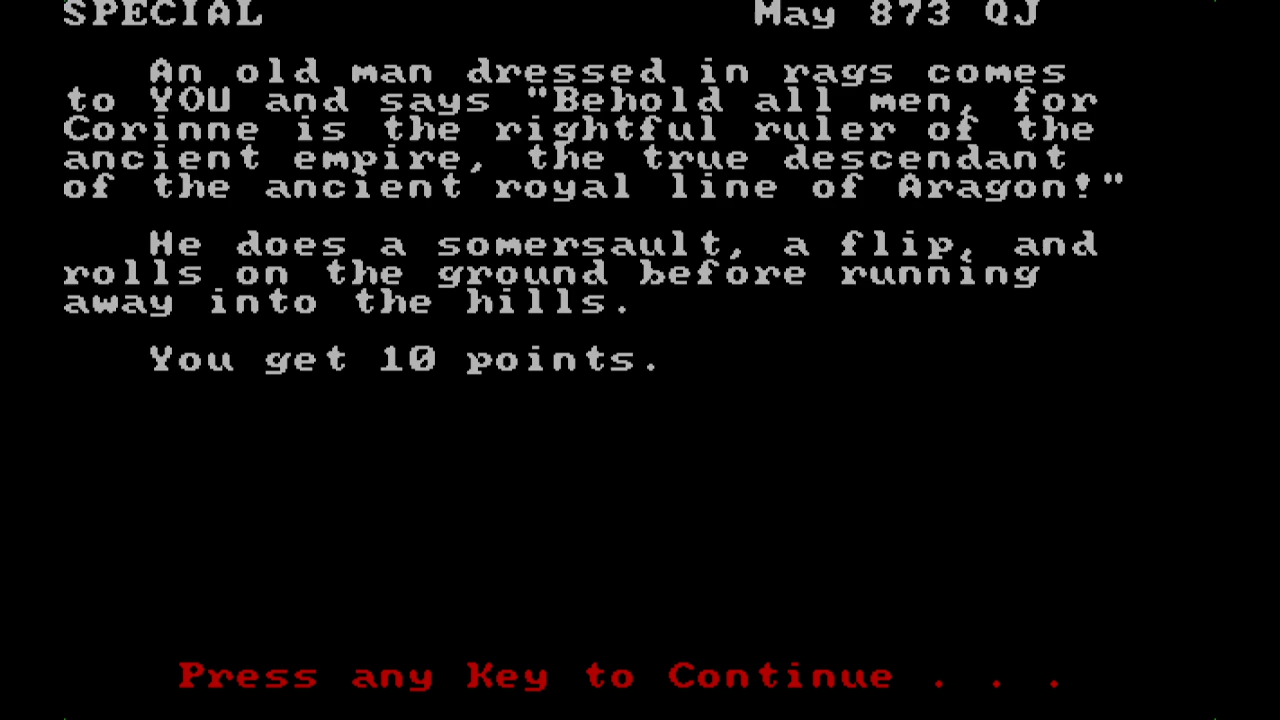 SPECIAL May 873 QJ
An old man dressed in rags comes
to YOU and says "Behold all men, for
Corinne is the rightful ruler of the
ancient empire, the true descendant
of the ancient royal line of Aragon!"
He does a somersault, a flip, and
rolls on the ground before running
away into the hills.
You get 10 points.
Press any Key to Continue . . .